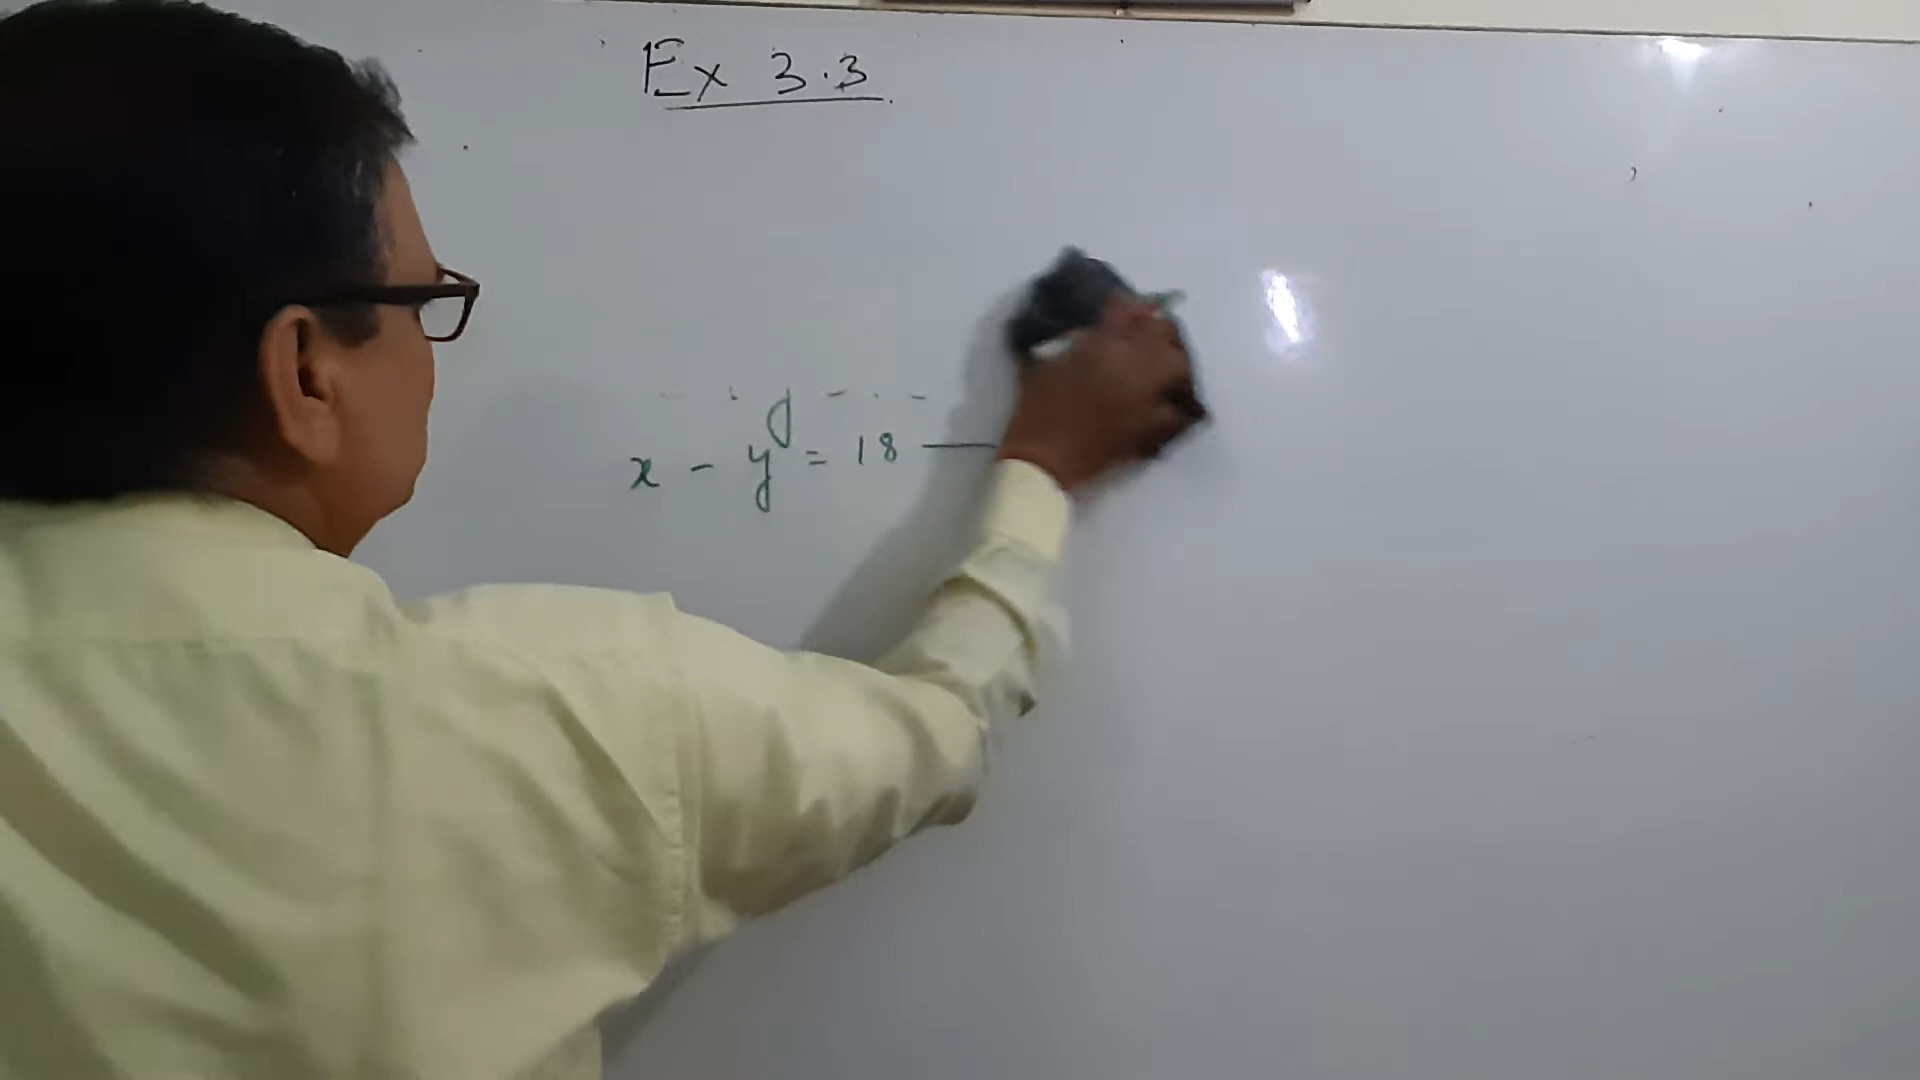 Ex 3.3
y
x - y = 18 —